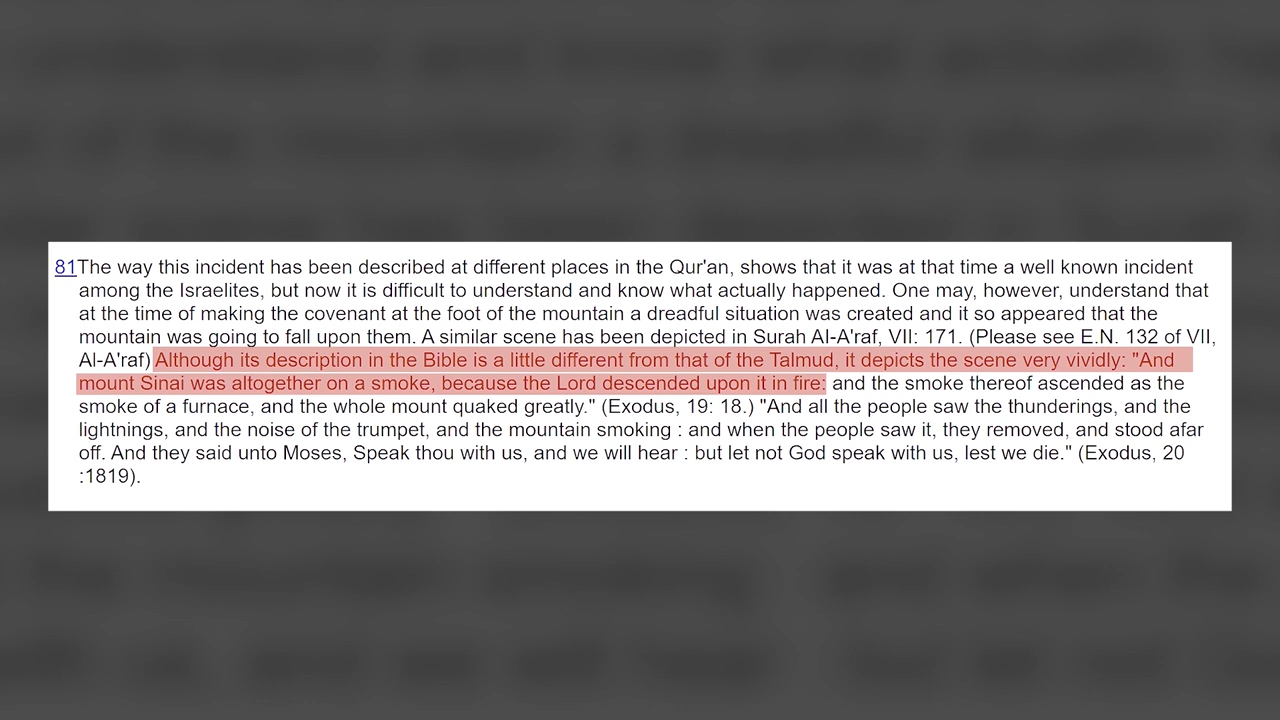 81The way this incident has been described at different places in the Qur'an, shows that it was at that time a well known incident
among the Israelites, but now it is difficult to understand and know what actually happened. One may, however, understand that
at the time of making the covenant at the foot of the mountain a dreadful situation was created and it so appeared that the
mountain was going to fall upon them. A similar scene has been depicted in Surah Al-A'raf, VII: 171. (Please see E.N. 132 of VII,
Al-A'raf) Although its description in the Bible is a little different from that of the Talmud, it depicts the scene very vividly: "And
mount Sinai was altogether on a smoke, because the Lord descended upon it in fire: and the smoke thereof ascended as the
smoke of a furnace, and the whole mount quaked greatly." (Exodus, 19: 18.) "And all the people saw the thunderings, and the
lightnings, and the noise of the trumpet, and the mountain smoking : and when the people saw it, they removed, and stood afar
off. And they said unto Moses, Speak thou with us, and we will hear : but let not God speak with us, lest we die." (Exodus, 20
:1819).